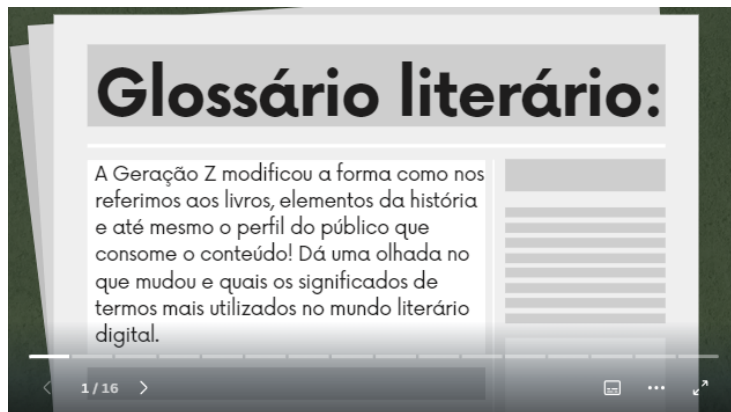 Glossário literário:
A Geração Z modificou a forma como nos
referimos aos livros, elementos da história
e até mesmo o perfil do público que
consome o conteúdo! Dá uma olhada no
que mudou e quais os significados de
termos mais utilizados no mundo literário
digital.
1 / 16